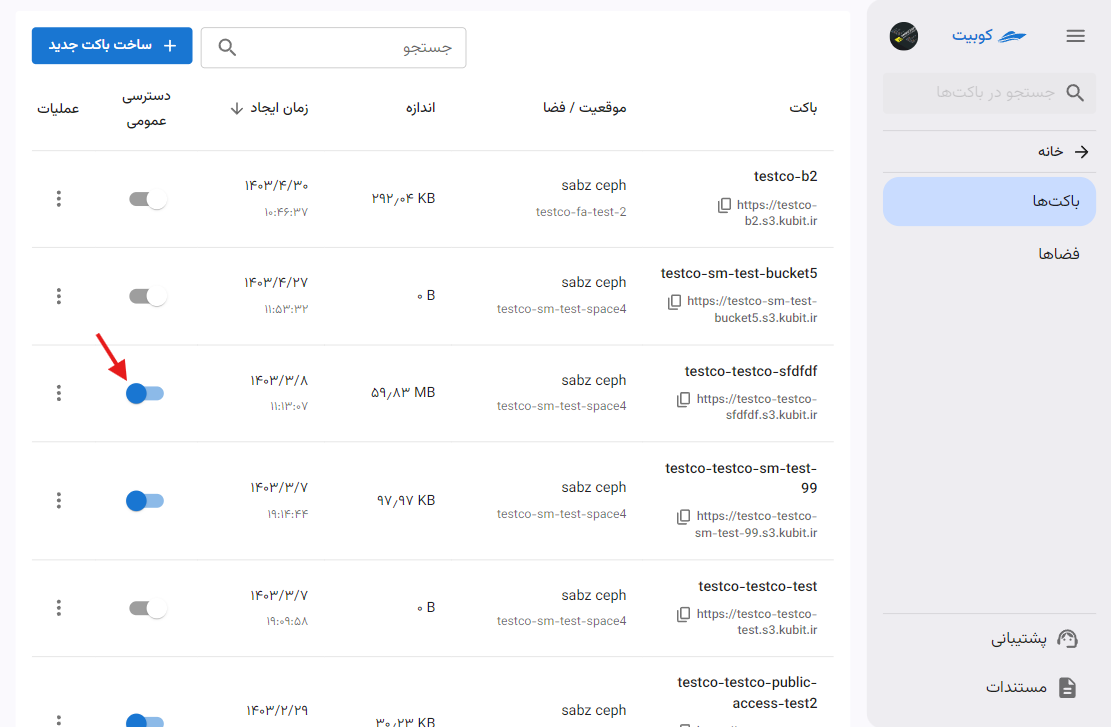 کوبیت
جستجو در باکت‌ها
خانه
باکت‌ها
فضاها
پشتیبانی
مستندات
جستجو
ساخت باکت جدید
باکت
موقعیت / فضا
اندازه
زمان ایجاد
دسترسی
عمومی
عملیات
testco-b2
https://testco-
b2.s3.kubit.ir
sabz ceph
testco-fa-test-2
۲۹۲٫۰۴ KB
۱۴۰۳/۴/۳۰
۱۰:۴۶:۳۷
testco-sm-test-bucket5
https://testco-sm-test-
bucket5.s3.kubit.ir
sabz ceph
testco-sm-test-space4
۰ B
۱۴۰۳/۴/۲۷
۱۱:۵۳:۳۲
testco-testco-sfdfdf
https://testco-testco-
sfdfdf.s3.kubit.ir
sabz ceph
testco-sm-test-space4
۵۹٫۸۳ MB
۱۴۰۳/۳/۸
۱۱:۱۳:۰۷
testco-testco-sm-test-
99
https://testco-testco-
sm-test-99.s3.kubit.ir
sabz ceph
testco-sm-test-space4
۹۷٫۹۷ KB
۱۴۰۳/۳/۷
۱۹:۱۴:۴۴
testco-testco-test
https://testco-testco-
test.s3.kubit.ir
sabz ceph
testco-sm-test-space4
۰ B
۱۴۰۳/۳/۷
۱۹:۰۹:۵۸
testco-testco-public-
access-test2
sabz ceph
۳۰٫۲۳ KB
۱۴۰۳/۲/۲۹